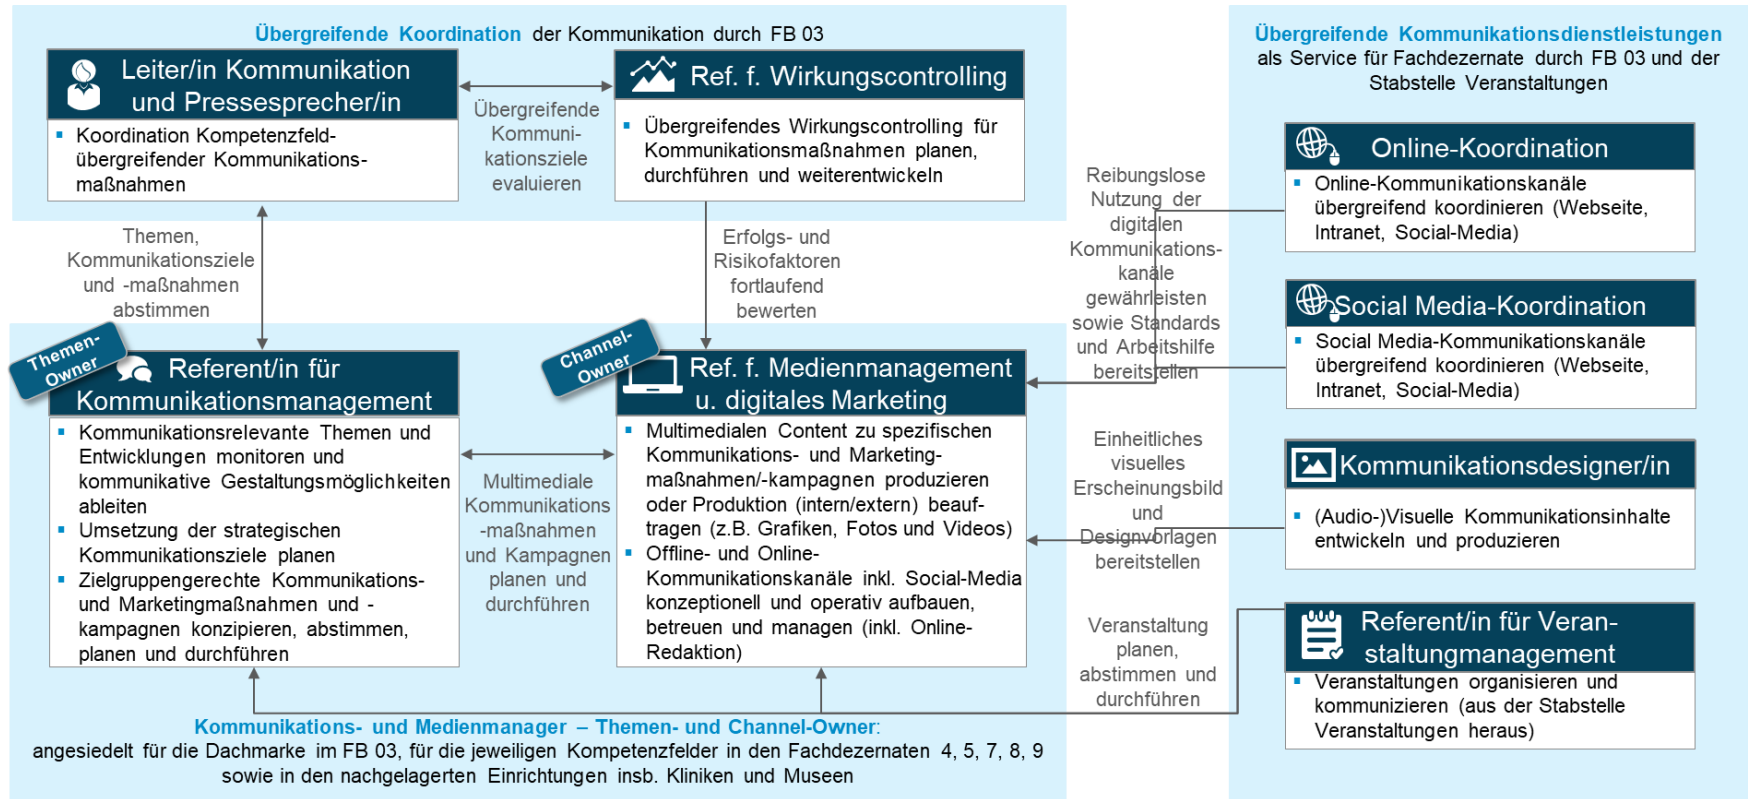 Übergreifende Koordination der Kommunikation durch FB 03
Leiter/in Kommunikation
und Pressesprecher/in
Koordination Kompetenzfeld-
übergreifender Kommunikations-
maßnahmen
Übergreifende
Kommuni-
kationsziele
evaluieren
Ref. f. Wirkungscontrolling
Übergreifendes Wirkungscontrolling für
Kommunikationsmaßnahmen planen,
durchführen und weiterentwickeln
Themen,
Kommunikationsziele
und -maßnahmen
abstimmen
Erfolgs- und
Risikofaktoren
fortlaufend
bewerten
Themen-
Owner
Referent/in für
Kommunikationsmanagement
Kommunikationsrelevante Themen und
Entwicklungen monitoren und
kommunikative Gestaltungsmöglichkeiten
ableiten
Umsetzung der strategischen
Kommunikationsziele planen
Zielgruppengerechte Kommunikations-
und Marketingmaßnahmen und -
kampagnen konzipieren, abstimmen,
planen und durchführen
Multimediale
Kommunikations
-maßnahmen
und Kampagnen
planen und
durchführen
Channel-
Owner
Ref. f. Medienmanagement
u. digitales Marketing
Multimedialen Content zu spezifischen
Kommunikations- und Marketing-
maßnahmen/-kampagnen produzieren
oder Produktion (intern/extern) beauf-
tragen (z.B. Grafiken, Fotos und Videos)
Offline- und Online-
Kommunikationskanäle inkl. Social-Media
konzeptionell und operativ aufbauen,
betreuen und managen (inkl. Online-
Redaktion)
Kommunikations- und Medienmanager – Themen- und Channel-Owner:
angesiedelt für die Dachmarke im FB 03, für die jeweiligen Kompetenzfelder in den Fachdezernaten 4, 5, 7, 8, 9
sowie in den nachgelagerten Einrichtungen insb. Kliniken und Museen
Reibungslose
Nutzung der
digitalen
Kommunikations-
kanäle
gewährleisten
sowie Standards
und Arbeitshilfe
bereitstellen
Einheitliches
visuelles
Erscheinungsbild
und
Designvorlagen
bereitstellen
Veranstaltung
planen,
abstimmen und
durchführen
Übergreifende Kommunikationsdienstleistungen
als Service für Fachdezernate durch FB 03 und der
Stabstelle Veranstaltungen
Online-Koordination
Online-Kommunikationskanäle
übergreifend koordinieren (Webseite,
Intranet, Social-Media)
Social Media-Koordination
Social Media-Kommunikationskanäle
übergreifend koordinieren (Webseite,
Intranet, Social-Media)
Kommunikationsdesigner/in
(Audio-)Visuelle Kommunikationsinhalte
entwickeln und produzieren
Referent/in für Veran-
staltungmanagement
Veranstaltungen organisieren und
kommunizieren (aus der Stabstelle
Veranstaltungen heraus)